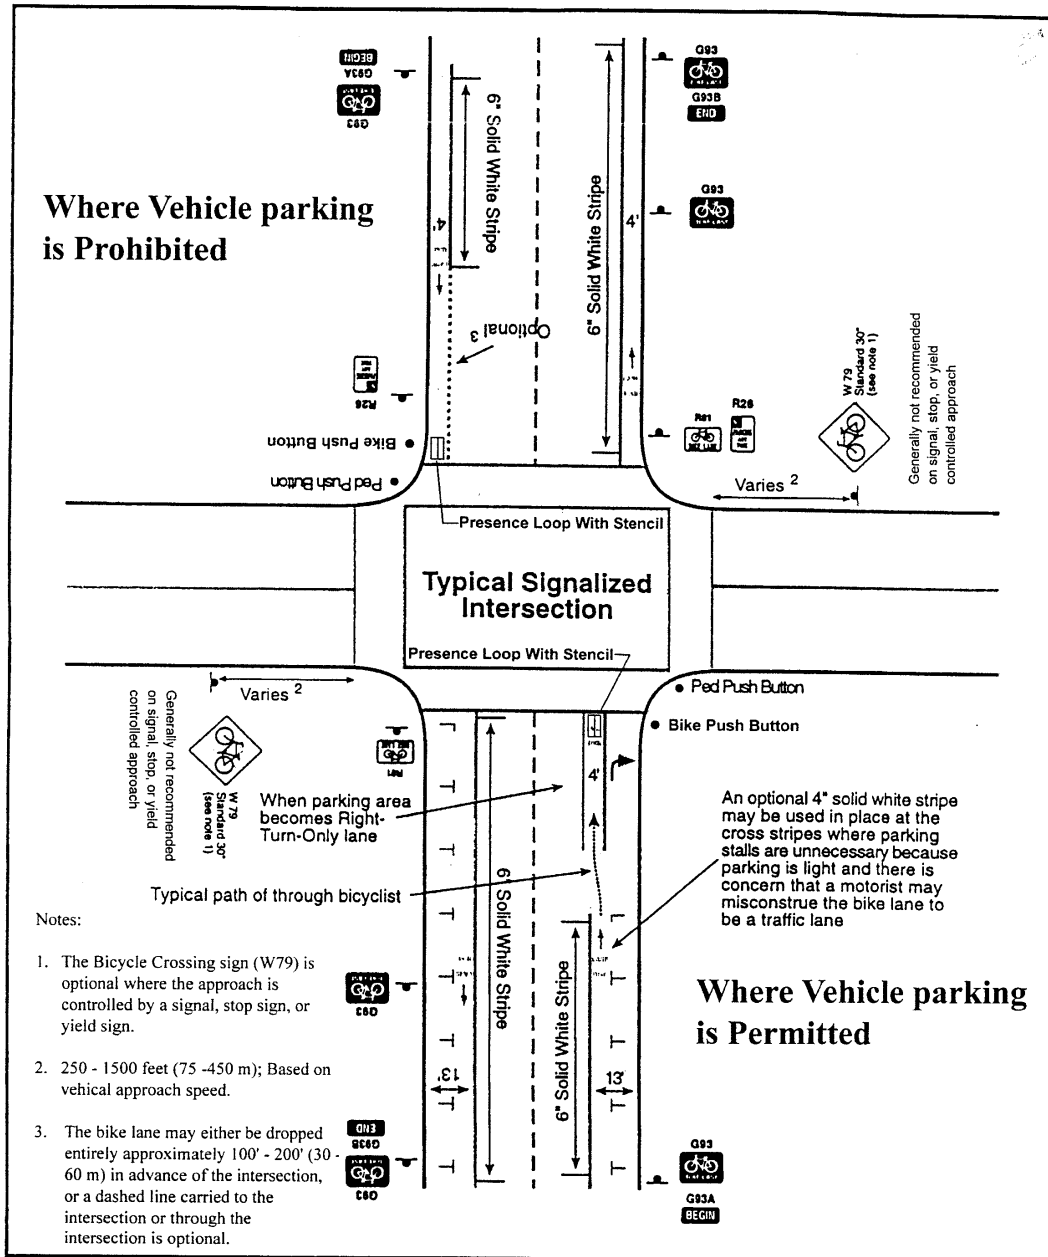 G93A
BEGIN
G93
G93
G93B
END
6" Solid White Stripe
6" Solid White Stripe
Where Vehicle parking
is Prohibited
4'
4'
G93
Optional 3
W 79
Standard 30"
(see note 1)
Generally not recommended
on signal, stop, or yield
controlled approach
R26
R81
R26
Bike Push Button
Ped Push Button
Varies 2
Presence Loop With Stencil
Typical Signalized
Intersection
Presence Loop With Stencil
Ped Push Button
Bike Push Button
Varies 2
Generally not recommended
on signal, stop, or yield
controlled approach
W 79
Standard 30"
(see note 1)
R81
4'
When parking area
becomes Right-
Turn-Only lane
An optional 4" solid white stripe
may be used in place at the
cross stripes where parking
stalls are unnecessary because
parking is light and there is
concern that a motorist may
misconstrue the bike lane to
be a traffic lane
Typical path of through bicyclist
6" Solid White Stripe
6" Solid White Stripe
Notes:
1. The Bicycle Crossing sign (W79) is
optional where the approach is
controlled by a signal, stop sign, or
yield sign.
2. 250 - 1500 feet (75 -450 m); Based on
vehical approach speed.
3. The bike lane may either be dropped
entirely approximately 100' - 200' (30 -
60 m) in advance of the intersection,
or a dashed line carried to the
intersection or through the
intersection is optional.
G93
Where Vehicle parking
is Permitted
13'
13'
END
G93B
G93
G93
G93A
BEGIN